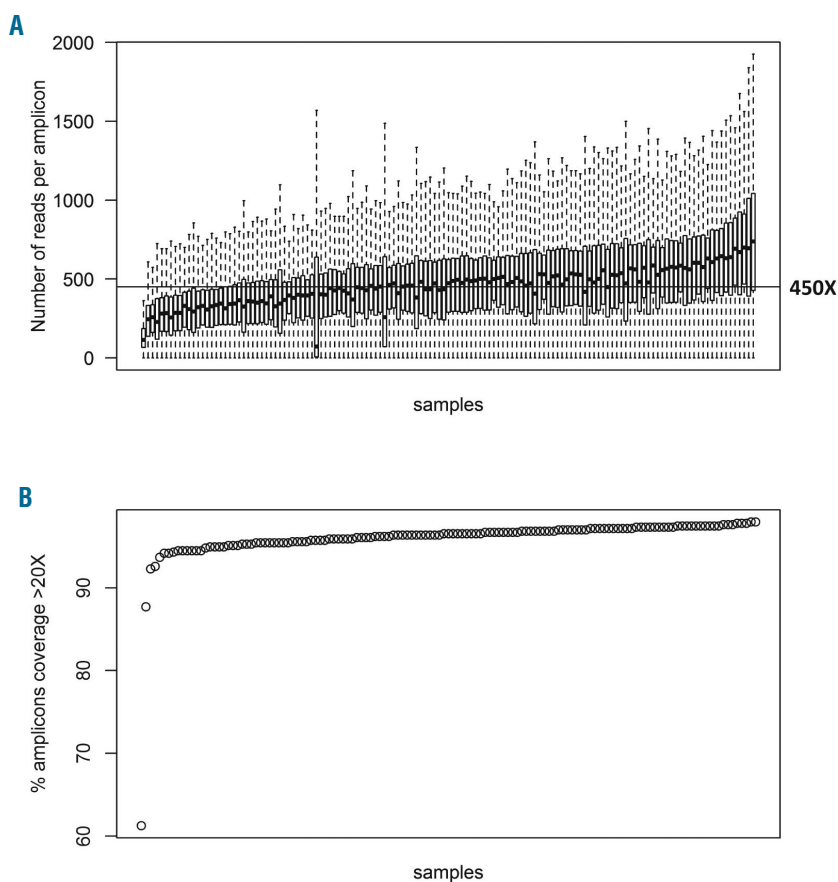 A
Number of reads per amplicon
2000
1500
1000
500
0
450X
samples
B
% amplicons coverage >20X
90
80
70
60
samples